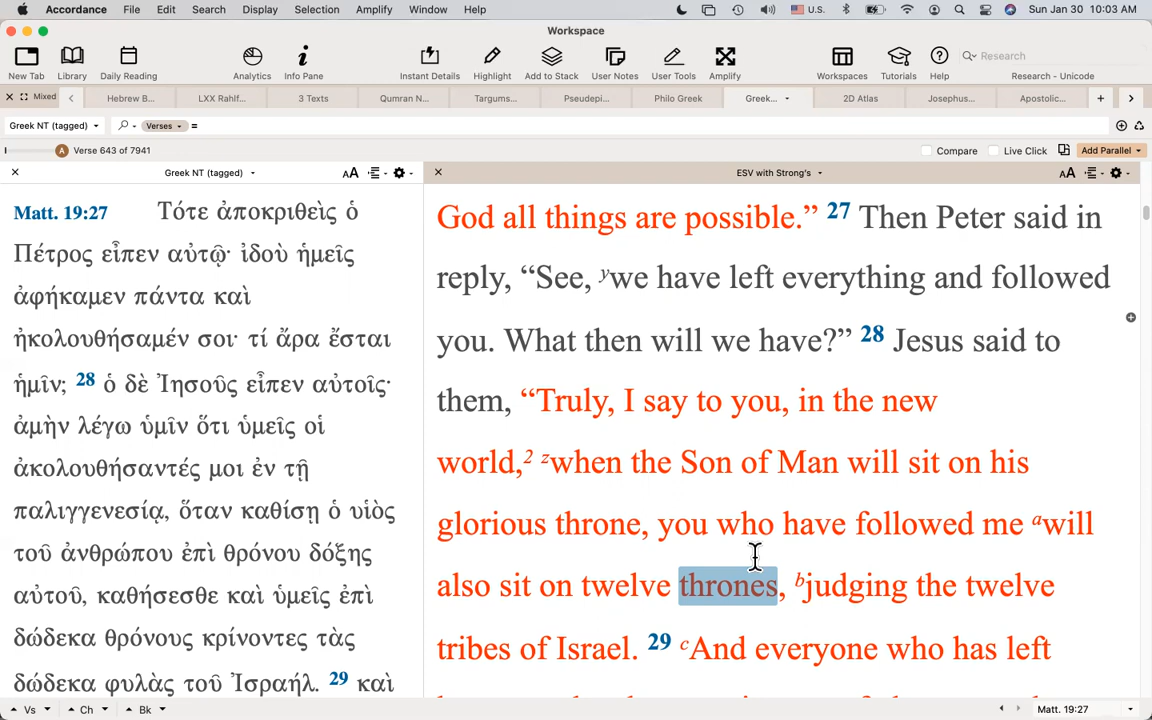 Accordance File Edit Search Display Selection Amplify Window Help U.S. Sun Jan 30 10:03 AM
Workspace
New Tab Library Daily Reading Analytics Info Pane Instant Details Highlight Add to Stack User Notes User Tools Amplify Workspaces Tutorials Help Research
Research - Unicode
Mixed Hebrew B... LXX Rahlf... 3 Texts Qumran N... Targums... Pseudepi... Philo Greek Greek... 2D Atlas Josephus... Apostolic...
Greek NT (tagged) Verses =
A Verse 643 of 7941 Compare Live Click Add Parallel
Greek NT (tagged) AA
Matt. 19:27 Τότε ἀποκριθεὶς ὁ
Πέτρος εἶπεν αὐτῷ· ἰδοὺ ἡμεῖς
ἀφήκαμεν πάντα καὶ
ἠκολουθήσαμέν σοι· τί ἄρα ἔσται
ἡμῖν; 28 ὁ δὲ Ἰησοῦς εἶπεν αὐτοῖς·
ἀμὴν λέγω ὑμῖν ὅτι ὑμεῖς οἱ
ἀκολουθήσαντές μοι ἐν τῇ
παλιγγενεσίᾳ, ὅταν καθίσῃ ὁ υἱὸς
τοῦ ἀνθρώπου ἐπὶ θρόνου δόξης
αὐτοῦ, καθήσεσθε καὶ ὑμεῖς ἐπὶ
δώδεκα θρόνους κρίνοντες τὰς
δώδεκα φυλὰς τοῦ Ἰσραήλ. 29 καὶ
ESV with Strong's AA
God all things are possible.” 27 Then Peter said in
reply, “See, ywe have left everything and followed
you. What then will we have?” 28 Jesus said to
them, “Truly, I say to you, in the new
world,2 zwhen the Son of Man will sit on his
glorious throne, you who have followed me awill
also sit on twelve thrones, bjudging the twelve
tribes of Israel. 29 cAnd everyone who has left
Vs Ch Bk Matt. 19:27